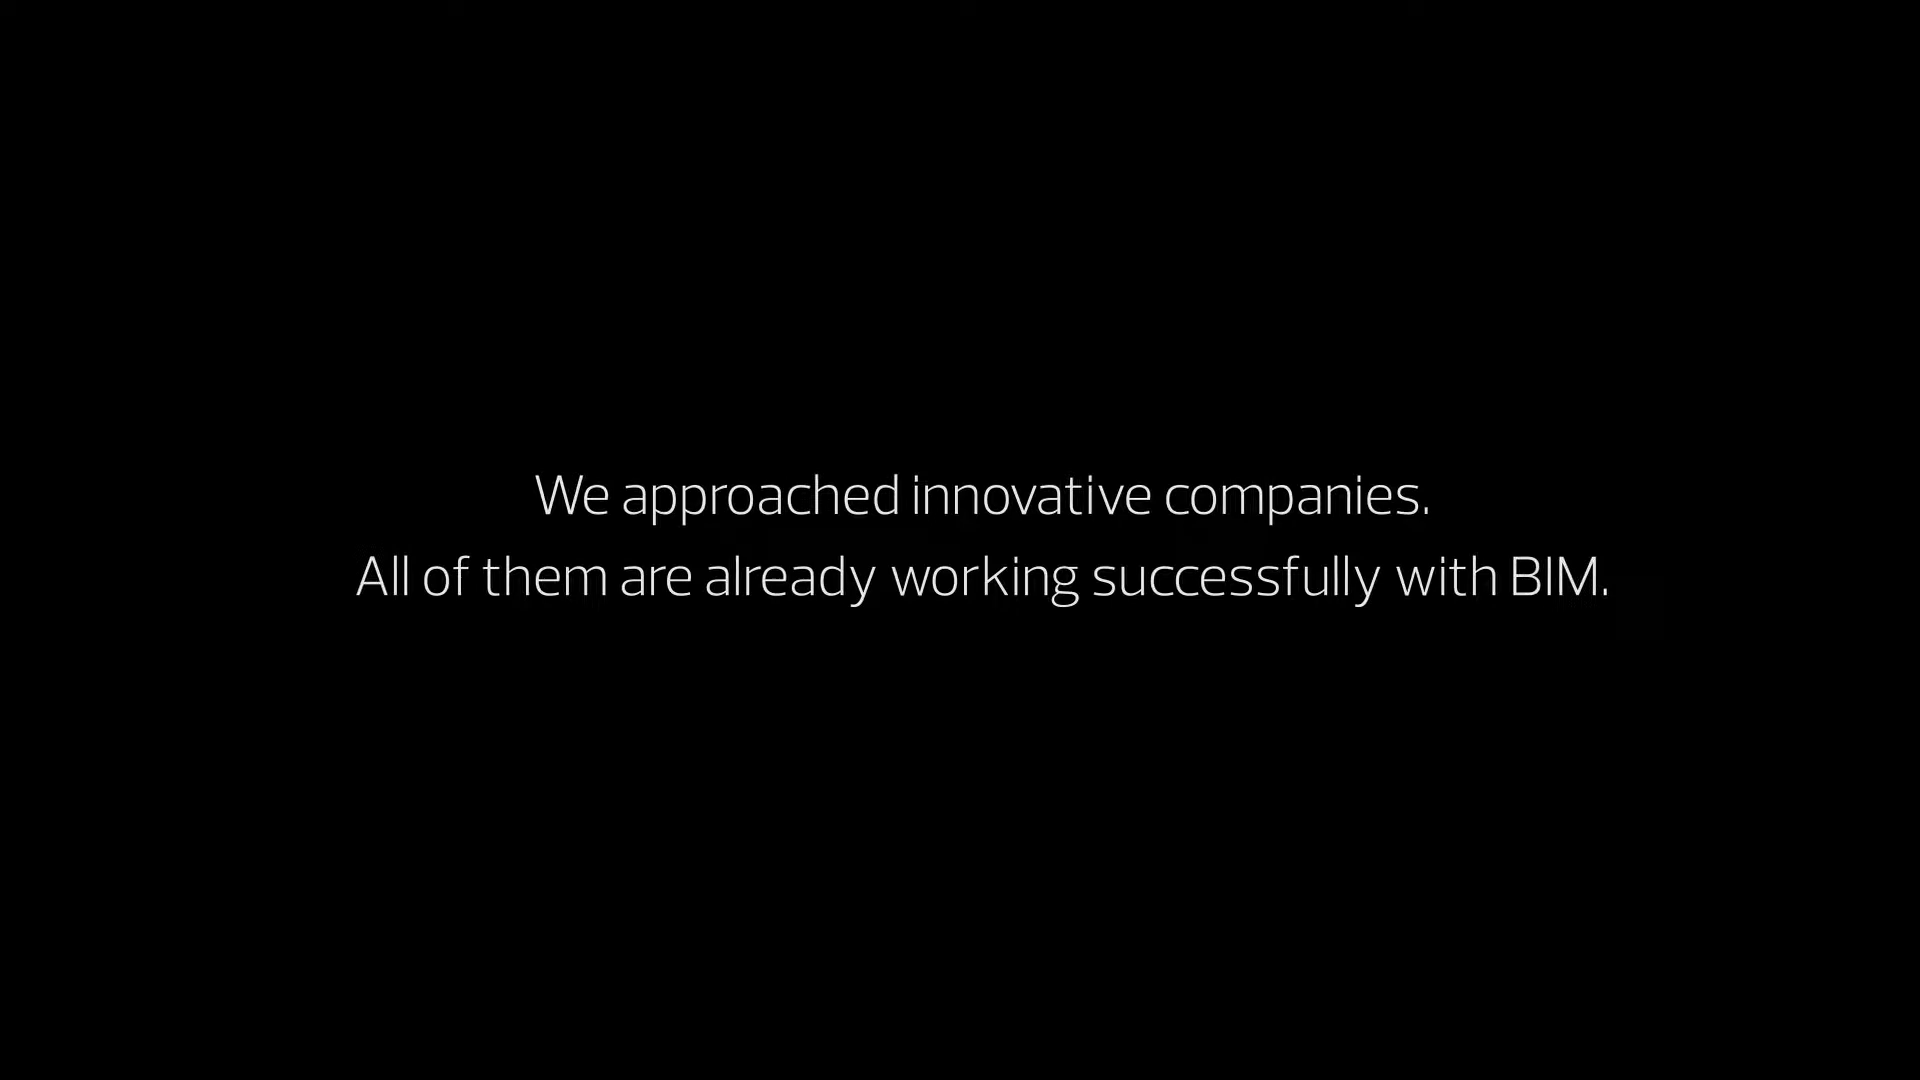 We approached innovative companies.
All of them are already working successfully with BIM.